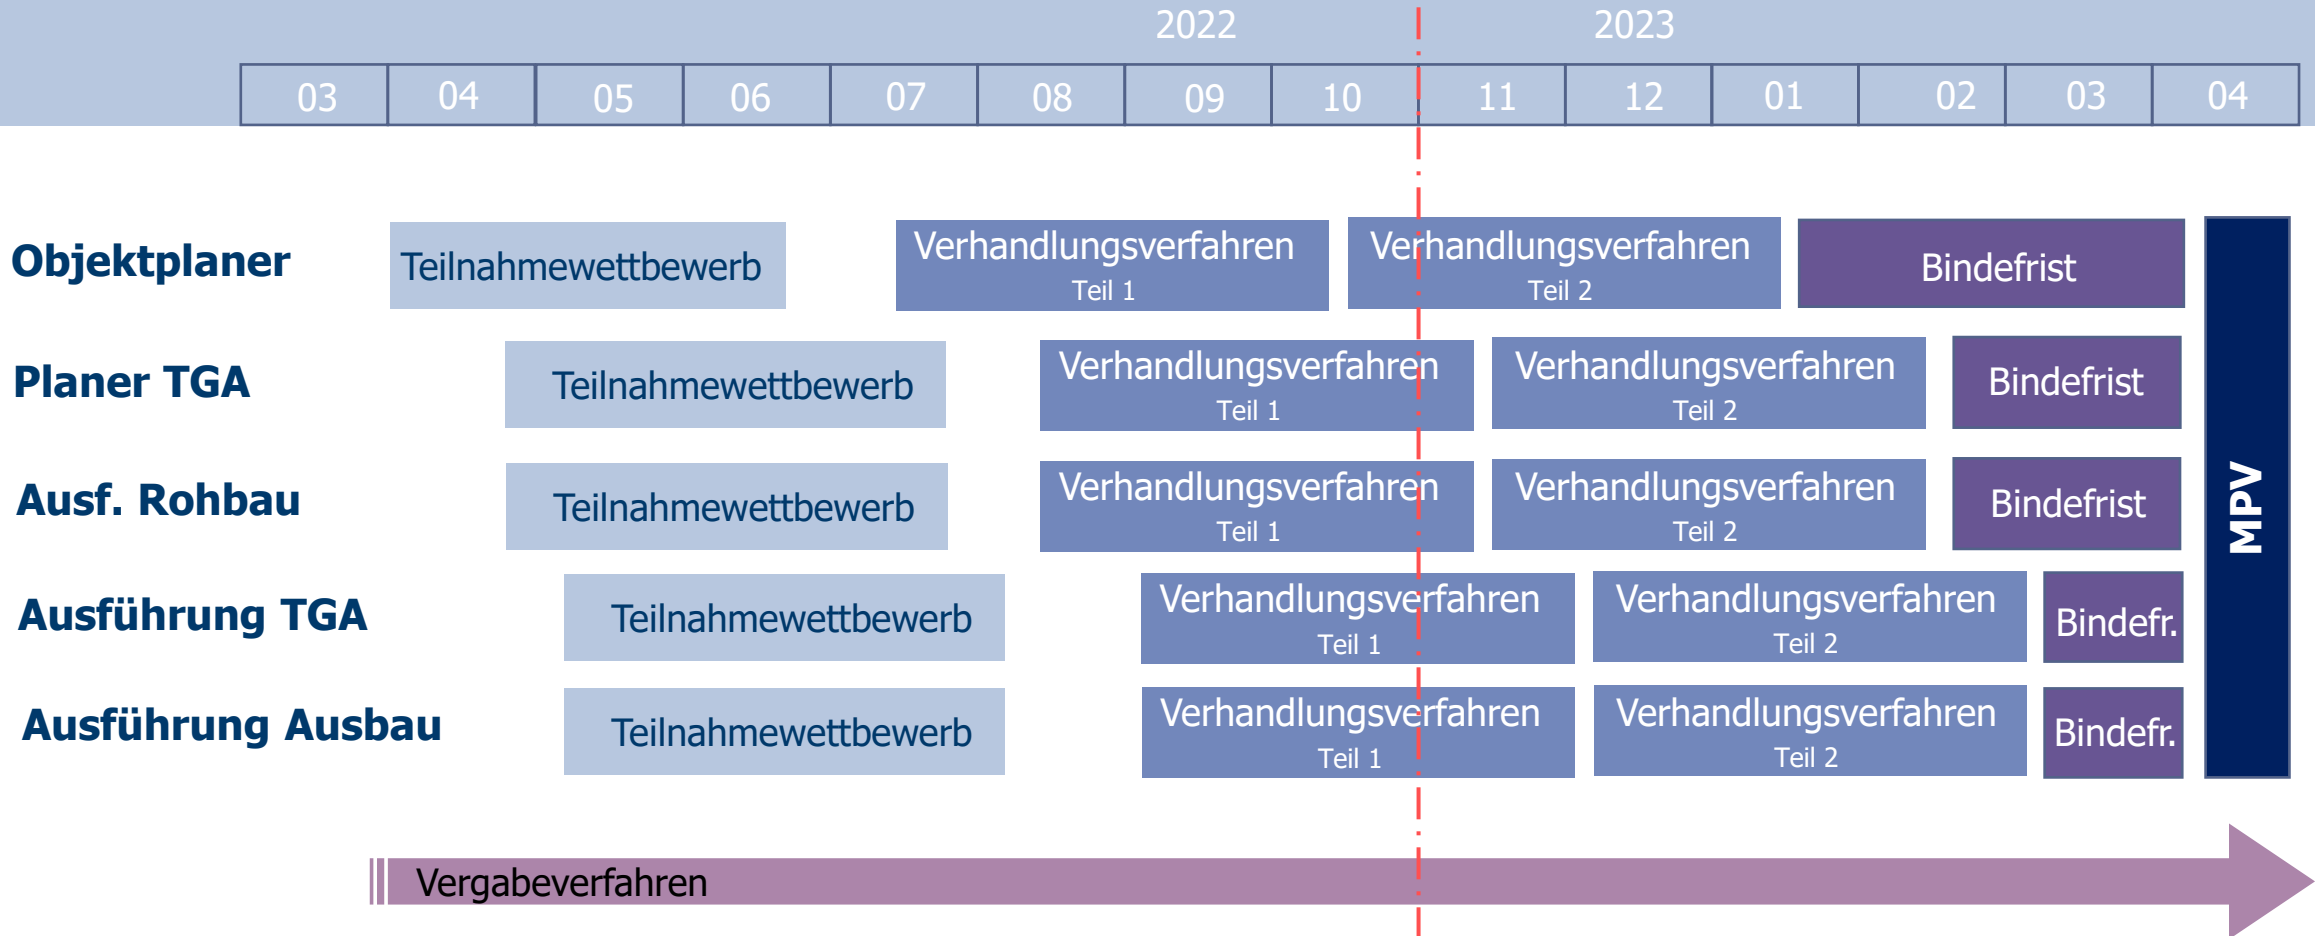 2022 2023
03 04 05 06 07 08 09 10 11 12 01 02 03 04
Objektplaner
Teilnahmewettbewerb
Verhandlungsverfahren
Teil 1
Verhandlungsverfahren
Teil 2
Bindefrist
Planer TGA
Teilnahmewettbewerb
Verhandlungsverfahren
Teil 1
Verhandlungsverfahren
Teil 2
Bindefrist
Ausf. Rohbau
Teilnahmewettbewerb
Verhandlungsverfahren
Teil 1
Verhandlungsverfahren
Teil 2
Bindefrist
Ausführung TGA
Teilnahmewettbewerb
Verhandlungsverfahren
Teil 1
Verhandlungsverfahren
Teil 2
Bindefr.
Ausführung Ausbau
Teilnahmewettbewerb
Verhandlungsverfahren
Teil 1
Verhandlungsverfahren
Teil 2
Bindefr.
MPV
Vergabeverfahren